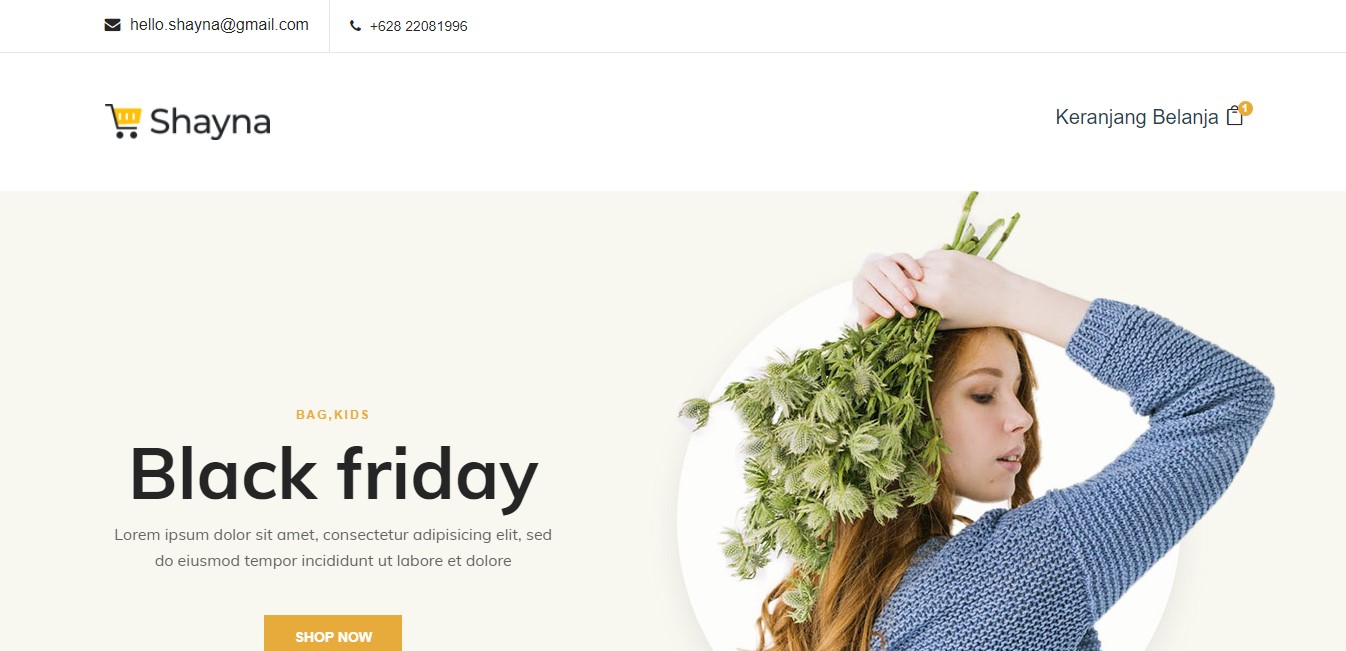 hello.shayna@gmail.com
+628 22081996
Shayna
Keranjang Belanja 1
BAG,KIDS
Black friday
Lorem ipsum dolor sit amet, consectetur adipisicing elit, sed
do eiusmod tempor incididunt ut labore et dolore
SHOP NOW